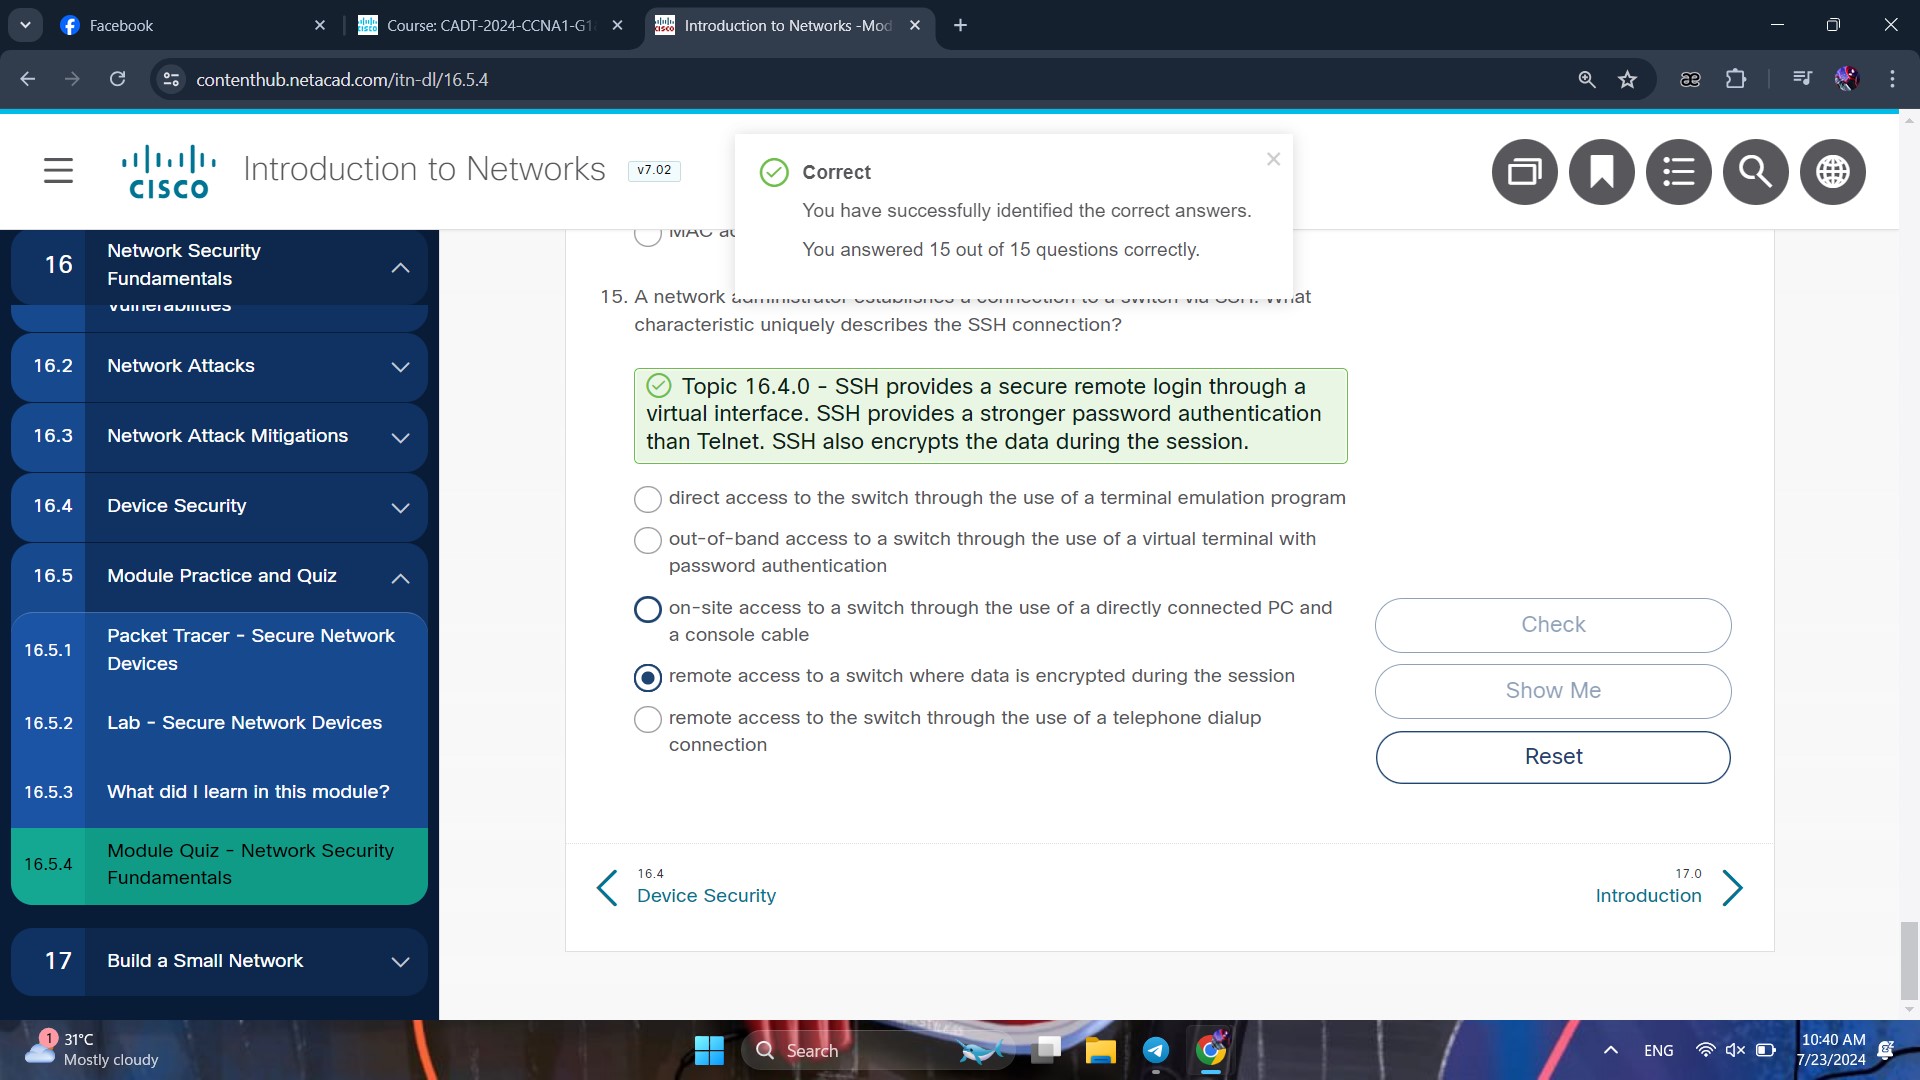 Facebook
Course: CADT-2024-CCNA1-G1
Introduction to Networks -Mod
contenthub.netacad.com/itn-dl/16.5.4
CISCO
Introduction to Networks
v7.02
Correct
You have successfully identified the correct answers.
You answered 15 out of 15 questions correctly.
16
Network Security
Fundamentals
Vulnerabilities
16.2
Network Attacks
16.3
Network Attack Mitigations
16.4
Device Security
16.5
Module Practice and Quiz
16.5.1
Packet Tracer - Secure Network
Devices
16.5.2
Lab - Secure Network Devices
16.5.3
What did I learn in this module?
16.5.4
Module Quiz - Network Security
Fundamentals
17
Build a Small Network
MAC
15. A network administrator establishes a connection to a switch via SSH. What
characteristic uniquely describes the SSH connection?
Topic 16.4.0 - SSH provides a secure remote login through a
virtual interface. SSH provides a stronger password authentication
than Telnet. SSH also encrypts the data during the session.
direct access to the switch through the use of a terminal emulation program
out-of-band access to a switch through the use of a virtual terminal with
password authentication
on-site access to a switch through the use of a directly connected PC and
a console cable
remote access to a switch where data is encrypted during the session
remote access to the switch through the use of a telephone dialup
connection
Check
Show Me
Reset
16.4
Device Security
17.0
Introduction
1
31°C
Mostly cloudy
Search
ENG
10:40 AM
7/23/2024